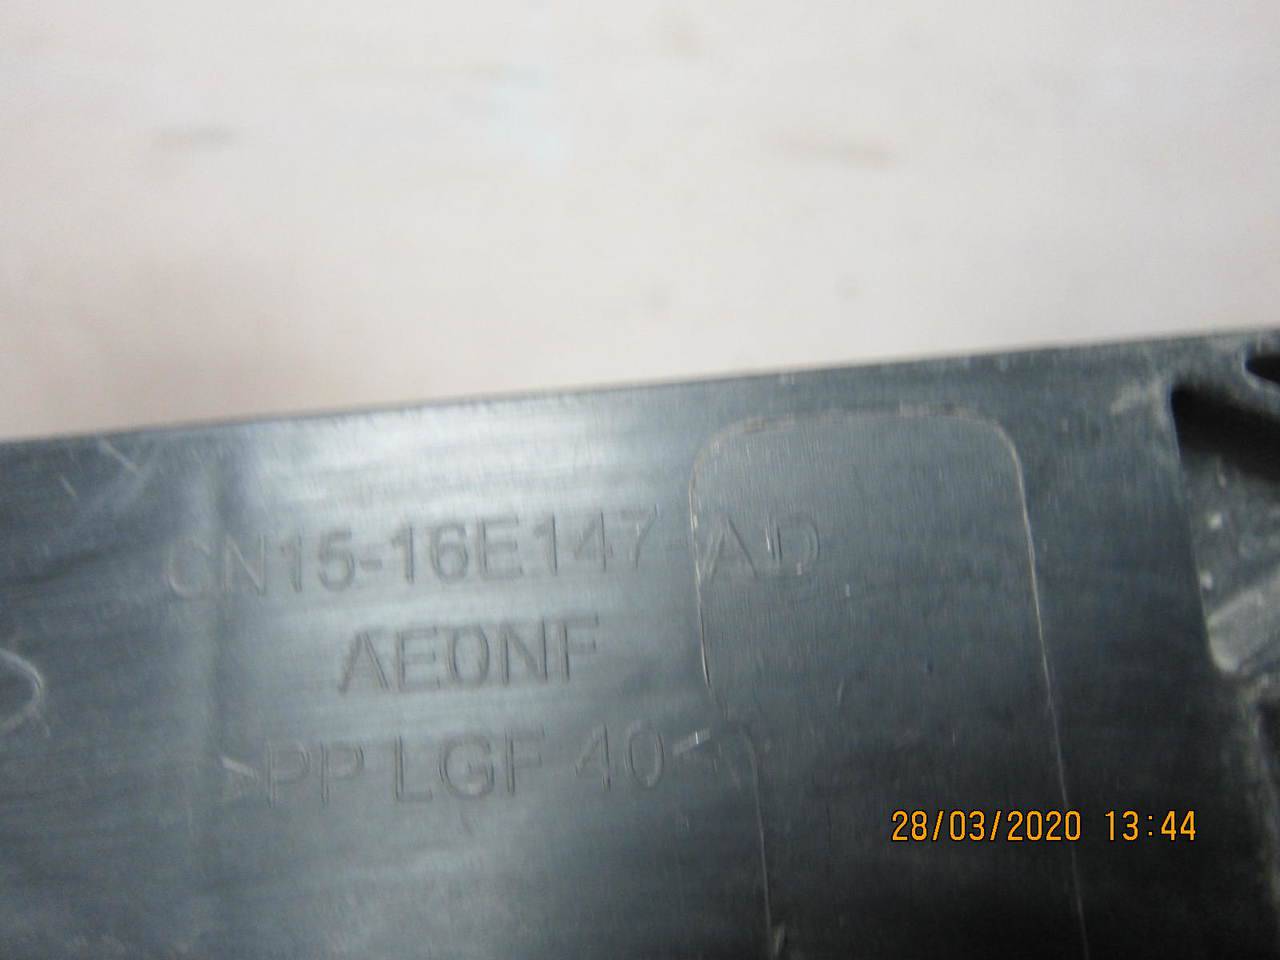 CN15-16E147-AD
AE0NF
>PP LGF 40<
28/03/2020 13:44